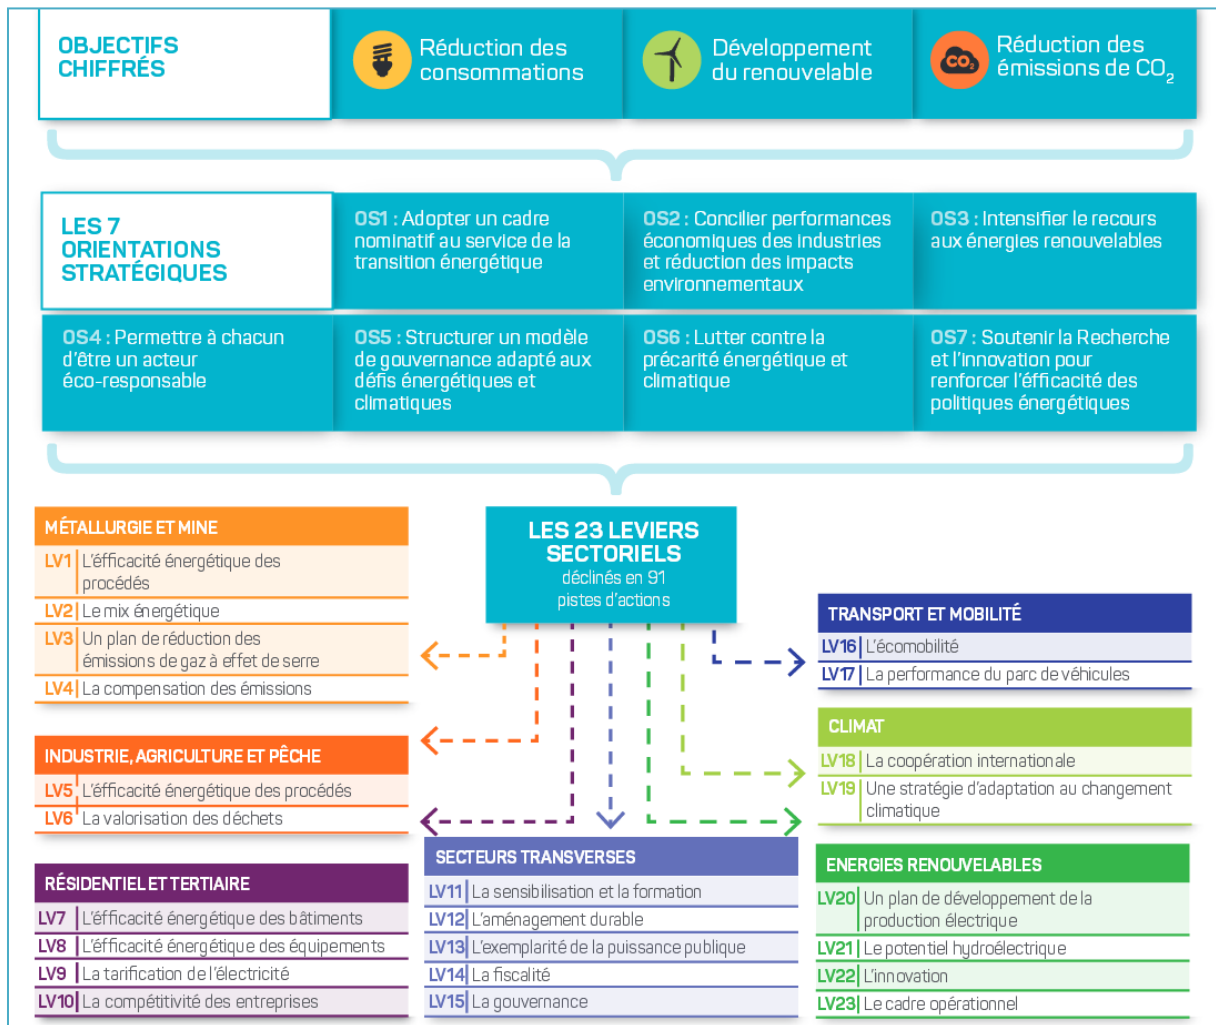 OBJECTIFS
CHIFFRÉS
Réduction des
consommations
Développement
du renouvelable
CO2
Réduction des
émissions de CO2
LES 7
ORIENTATIONS
STRATÉGIQUES
OS1 : Adopter un cadre
nominatif au service de la
transition énergétique
OS2 : Concilier performances
économiques des industries
et réduction des impacts
environnementaux
OS3 : Intensifier le recours
aux énergies renouvelables
OS4 : Permettre à chacun
d'être un acteur
éco-responsable
OS5 : Structurer un modèle
de gouvernance adapté aux
défis énergétiques et
climatiques
OS6 : Lutter contre la
précarité énergétique et
climatique
OS7 : Soutenir la Recherche
et l'innovation pour
renforcer l'éfficacité des
politiques énergétiques
LES 23 LEVIERS
SECTORIELS
déclinés en 91
pistes d'actions
MÉTALLURGIE ET MINE
LV1 L'éfficacité énergétique des
procédés
LV2 Le mix énergétique
LV3 Un plan de réduction des
émissions de gaz à effet de serre
LV4 La compensation des émissions
INDUSTRIE, AGRICULTURE ET PÊCHE
LV5 L'éfficacité énergétique des procédés
LV6 La valorisation des déchets
RÉSIDENTIEL ET TERTIAIRE
LV7 L'éfficacité énergétique des bâtiments
LV8 L'éfficacité énergétique des équipements
LV9 La tarification de l'électricité
LV10 La compétitivité des entreprises
SECTEURS TRANSVERSES
LV11 La sensibilisation et la formation
LV12 L'aménagement durable
LV13 L'exemplarité de la puissance publique
LV14 La fiscalité
LV15 La gouvernance
TRANSPORT ET MOBILITÉ
LV16 L'écomobilité
LV17 La performance du parc de véhicules
CLIMAT
LV18 La coopération internationale
LV19 Une stratégie d'adaptation au changement
climatique
ENERGIES RENOUVELABLES
LV20 Un plan de développement de la
production électrique
LV21 Le potentiel hydroélectrique
LV22 L'innovation
LV23 Le cadre opérationnel